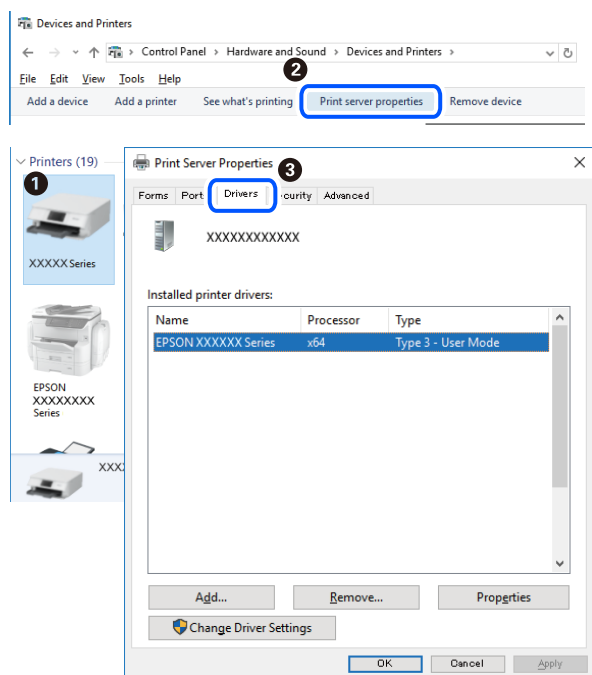 Devices and Printers
Control Panel > Hardware and Sound > Devices and Printers >
2
File Edit View Tools Help
Add a device Add a printer See what's printing Print server properties Remove device
Printers (19)
1
XXXXX Series
EPSON
XXXXXXXX
Series
XXX
Print Server Properties
3
Forms Port Drivers curity Advanced
XXXXXXXXXXXX
Installed printer drivers:
Name Processor Type
EPSON XXXXXX Series x64 Type 3 - User Mode
Add... Remove... Properties
Change Driver Settings
OK Cancel Apply